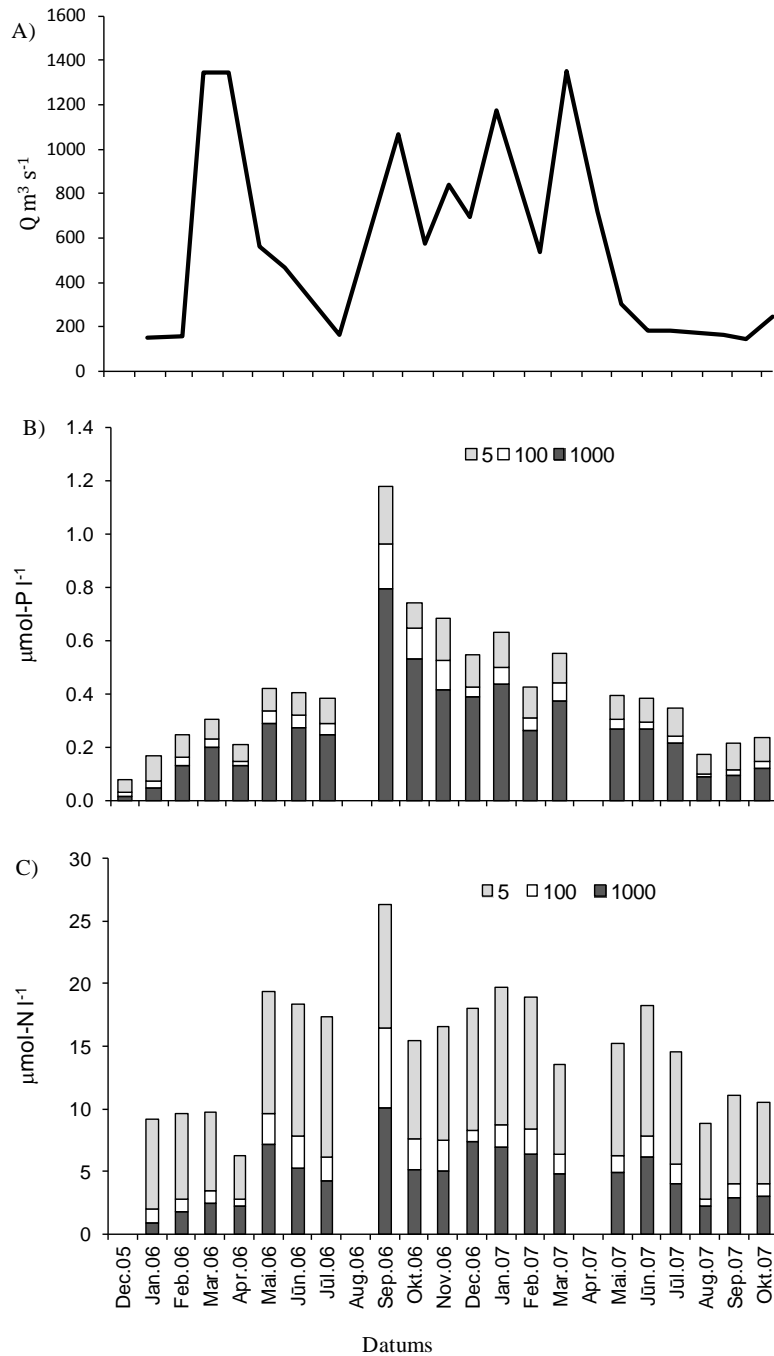 A)
1600
1400
1200
1000
800
600
400
200
0
Q m³ s⁻¹
B)
1.4
1.2
1.0
0.8
0.6
0.4
0.2
0.0
µmol-P l⁻¹
5 100 1000
C)
30
25
20
15
10
5
0
µmol-N l⁻¹
5 100 1000
Dec.05
Jan.06
Feb.06
Mar.06
Apr.06
Mai.06
Jūn.06
Jūl.06
Aug.06
Sep.06
Okt.06
Nov.06
Dec.06
Jan.07
Feb.07
Mar.07
Apr.07
Mai.07
Jūn.07
Jūl.07
Aug.07
Sep.07
Okt.07
Datums